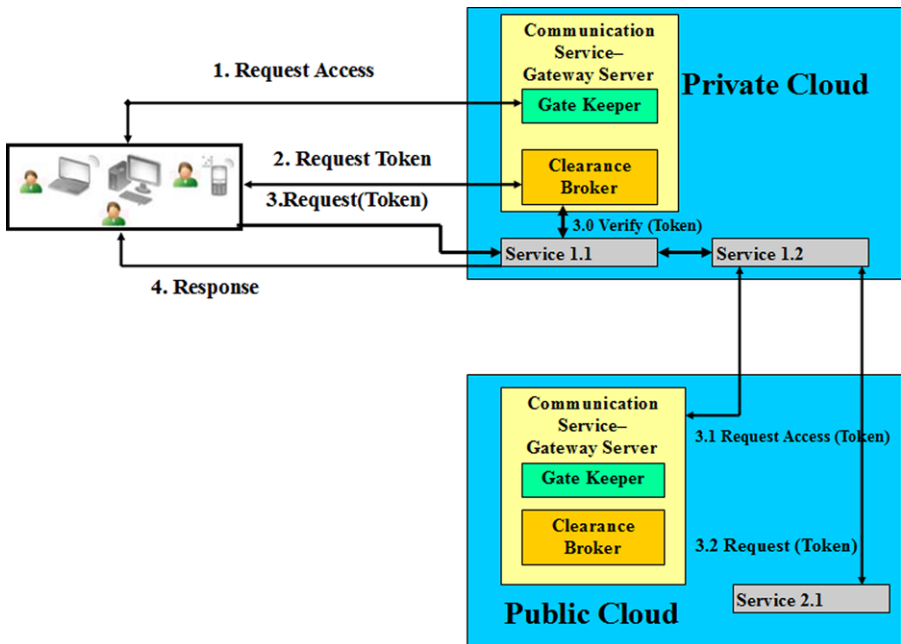 Communication
Service–
Gateway Server
Private Cloud
1. Request Access
Gate Keeper
2. Request Token
Clearance
Broker
3.Request(Token)
3.0 Verify (Token)
Service 1.1
Service 1.2
4. Response
Communication
Service–
Gateway Server
3.1 Request Access (Token)
Gate Keeper
Clearance
Broker
3.2 Request (Token)
Public Cloud
Service 2.1